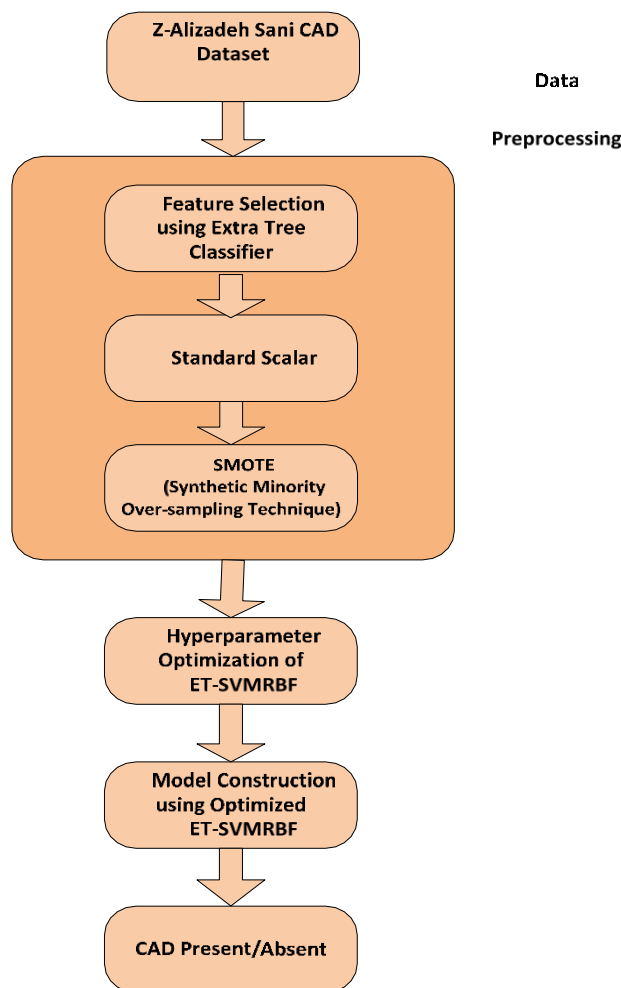 Z-Alizadeh Sani CAD
Dataset
Data
Preprocessing
Feature Selection
using Extra Tree
Classifier
Standard Scalar
SMOTE
(Synthetic Minority
Over-sampling Technique)
Hyperparameter
Optimization of
ET-SVMRBF
Model Construction
using Optimized
ET-SVMRBF
CAD Present/Absent